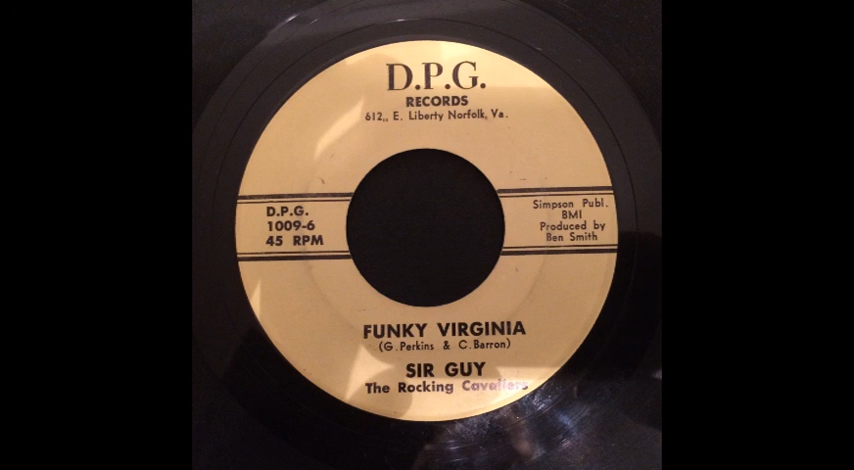 D.P.G.
RECORDS
612,, E. Liberty Norfolk, Va.
D.P.G.
1009-6
45 RPM
Simpson Publ.
BMI
Produced by
Ben Smith
FUNKY VIRGINIA
(G. Perkins & C. Barron)
SIR GUY
The Rocking Cavaliers